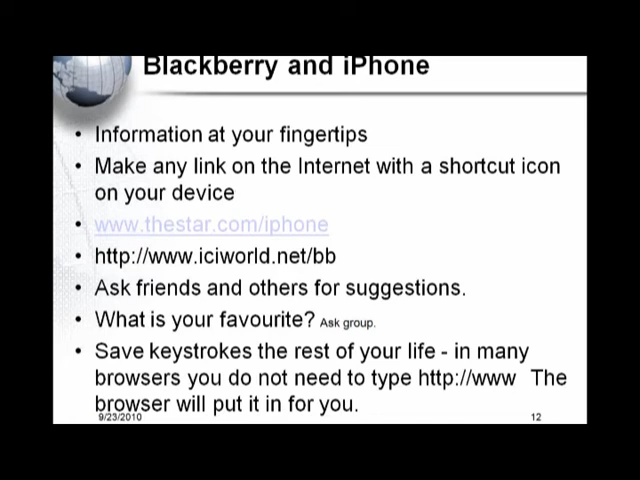 Blackberry and iPhone
• Information at your fingertips
• Make any link on the Internet with a shortcut icon
on your device
• www.thestar.com/iphone
• http://www.iciworld.net/bb
• Ask friends and others for suggestions.
• What is your favourite? Ask group.
• Save keystrokes the rest of your life - in many
browsers you do not need to type http://www The
browser will put it in for you.
9/23/2010 12